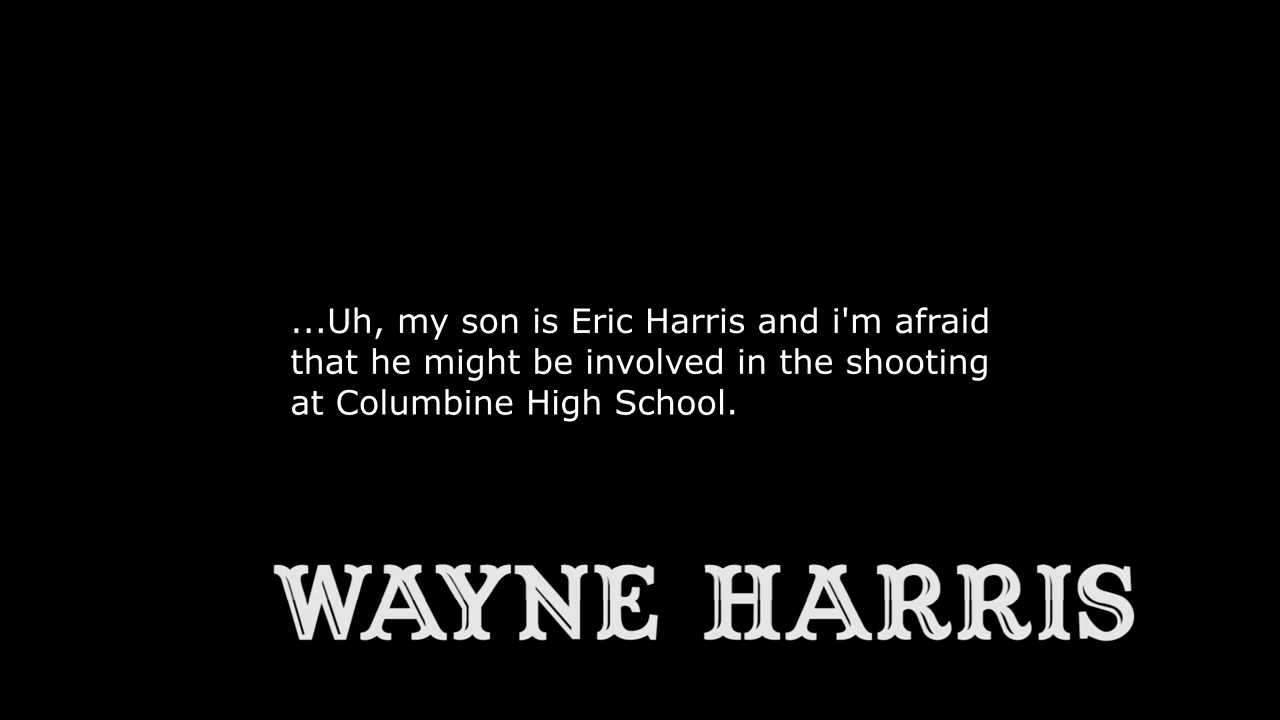 ...Uh, my son is Eric Harris and i'm afraid
that he might be involved in the shooting
at Columbine High School.
WAYNE HARRIS